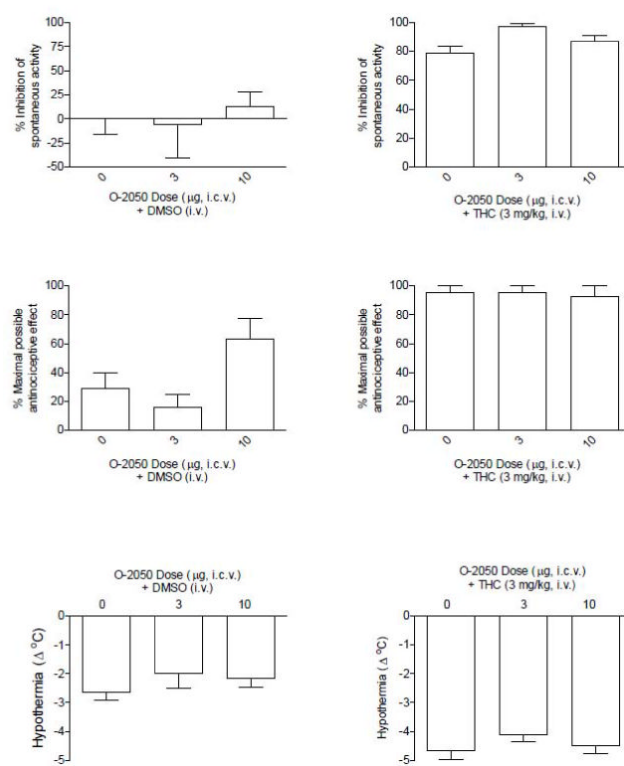 % Inhibition of
spontaneous activity
100
75
50
25
0
-25
-50
0
3
10
O-2050 Dose (μg, i.c.v.)
+ DMSO (i.v.)
% Inhibition of
spontaneous activity
100
80
60
40
20
0
0
3
10
O-2050 Dose (μg, i.c.v.)
+ THC (3 mg/kg, i.v.)
% Maximal possible
antinociceptive effect
100
80
60
40
20
0
0
3
10
O-2050 Dose (μg, i.c.v.)
+ DMSO (i.v.)
% Maximal possible
antinociceptive effect
100
80
60
40
20
0
0
3
10
O-2050 Dose (μg, i.c.v.)
+ THC (3 mg/kg, i.v.)
O-2050 Dose (μg, i.c.v.)
+ DMSO (i.v.)
0 3 10
Hypothermia (Δ °C)
0
-1
-2
-3
-4
-5
O-2050 Dose (μg, i.c.v.)
+ THC (3 mg/kg, i.v.)
0 3 10
Hypothermia (Δ °C)
0
-1
-2
-3
-4
-5